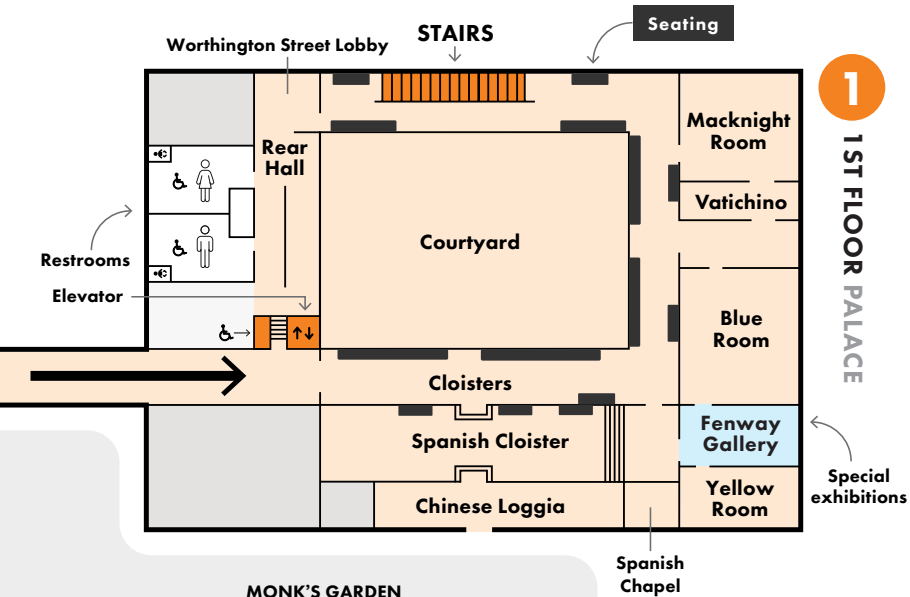 Seating
STAIRS
Worthington Street Lobby
1
1ST FLOOR PALACE
Macknight
Room
Rear
Hall
Vatichino
Courtyard
Restrooms
Elevator
Blue
Room
Cloisters
Fenway
Gallery
Spanish Cloister
Special
exhibitions
Yellow
Room
Chinese Loggia
Spanish
Chapel
MONK'S GARDEN